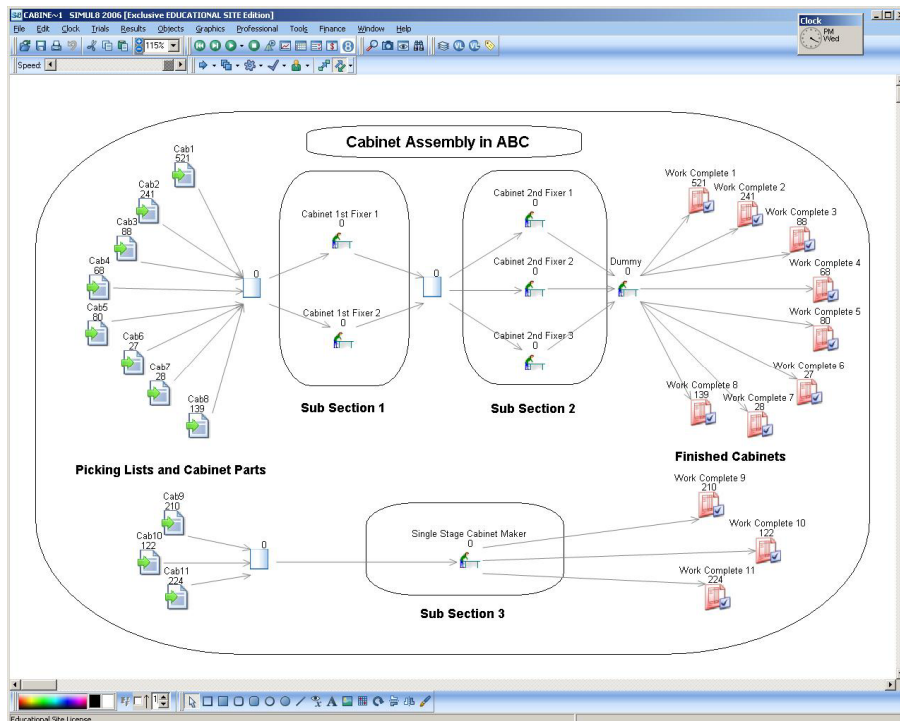 CABINE~1 SIMUL8 2006 [Exclusive EDUCATIONAL SITE Edition]
File Edit Clock Trials Results Objects Graphics Professional Tools Finance Window Help
115%
Speed:
Clock
PM
Wed
Cabinet Assembly in ABC
Cab1
521
Cab2
241
Cab3
88
Cab4
68
Cab5
80
Cab6
27
Cab7
28
Cab8
139
0
Cabinet 1st Fixer 1
0
Cabinet 1st Fixer 2
0
0
Cabinet 2nd Fixer 1
0
Cabinet 2nd Fixer 2
0
Cabinet 2nd Fixer 3
0
Dummy
0
Work Complete 1
521
Work Complete 2
241
Work Complete 3
88
Work Complete 4
68
Work Complete 5
80
Work Complete 6
27
Work Complete 7
28
Work Complete 8
139
Sub Section 1
Sub Section 2
Picking Lists and Cabinet Parts
Finished Cabinets
Cab9
210
Cab10
122
Cab11
224
0
Single Stage Cabinet Maker
0
Sub Section 3
Work Complete 9
210
Work Complete 10
122
Work Complete 11
224
1
Educational Site License